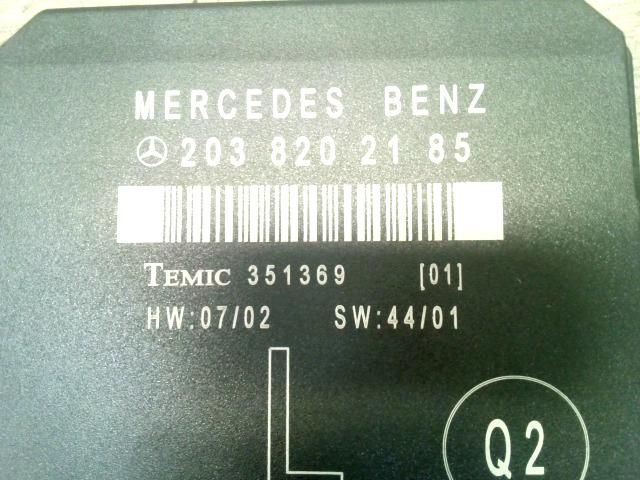 MERCEDES BENZ
203 820 21 85
TEMIC 351369 [01]
HW:07/02 SW:44/01
L
Q2